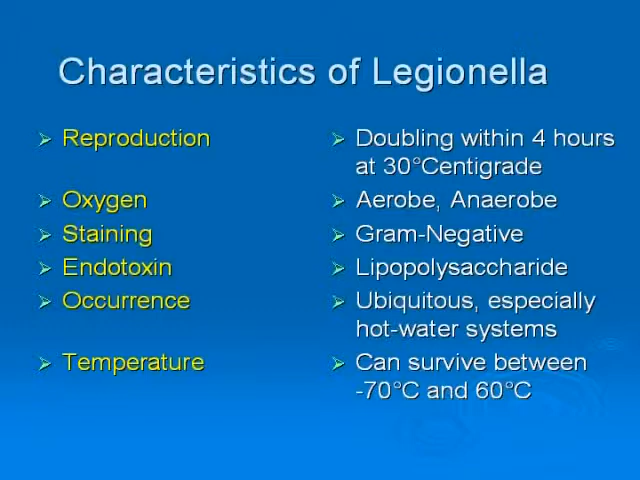 Characteristics of Legionella
➢ Reproduction
➢ Doubling within 4 hours
at 30°Centigrade
➢ Oxygen
➢ Aerobe, Anaerobe
➢ Staining
➢ Gram-Negative
➢ Endotoxin
➢ Lipopolysaccharide
➢ Occurrence
➢ Ubiquitous, especially
hot-water systems
➢ Temperature
➢ Can survive between
-70°C and 60°C